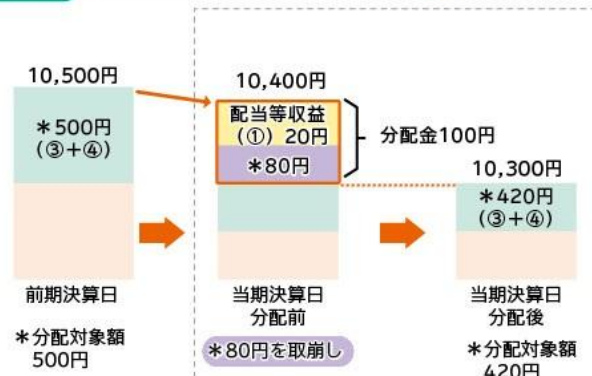 10,500円
*500円
(③+④)
前期決算日
*分配対象額
500円
10,400円
配当等収益
(①) 20円
*80円
分配金100円
当期決算日
分配前
*80円を取崩し
10,300円
*420円
(③+④)
当期決算日
分配後
*分配対象額
420円